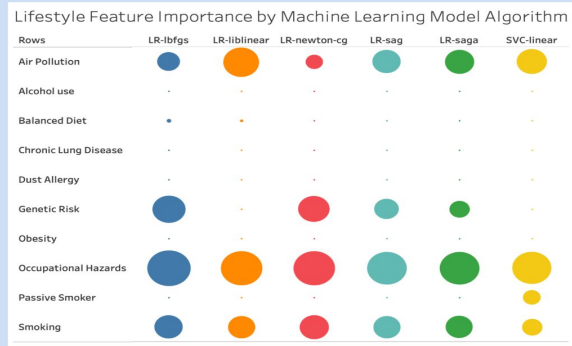 Lifestyle Feature Importance by Machine Learning Model Algorithm
Rows LR-lbfgs LR-liblinear LR-newton-cg LR-sag LR-saga SVC-linear
Air Pollution
Alcohol use
Balanced Diet
Chronic Lung Disease
Dust Allergy
Genetic Risk
Obesity
Occupational Hazards
Passive Smoker
Smoking